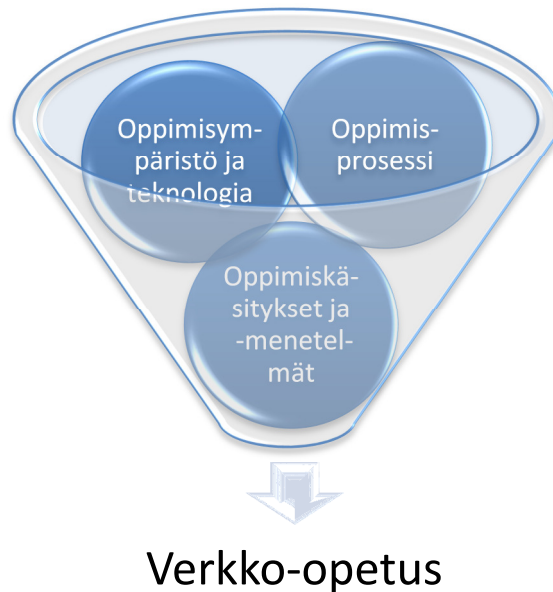 Oppimisym-
päristö ja
teknologia
Oppimis-
prosessi
Oppimiskä-
sitykset ja
-menetel-
mät
Verkko-opetus